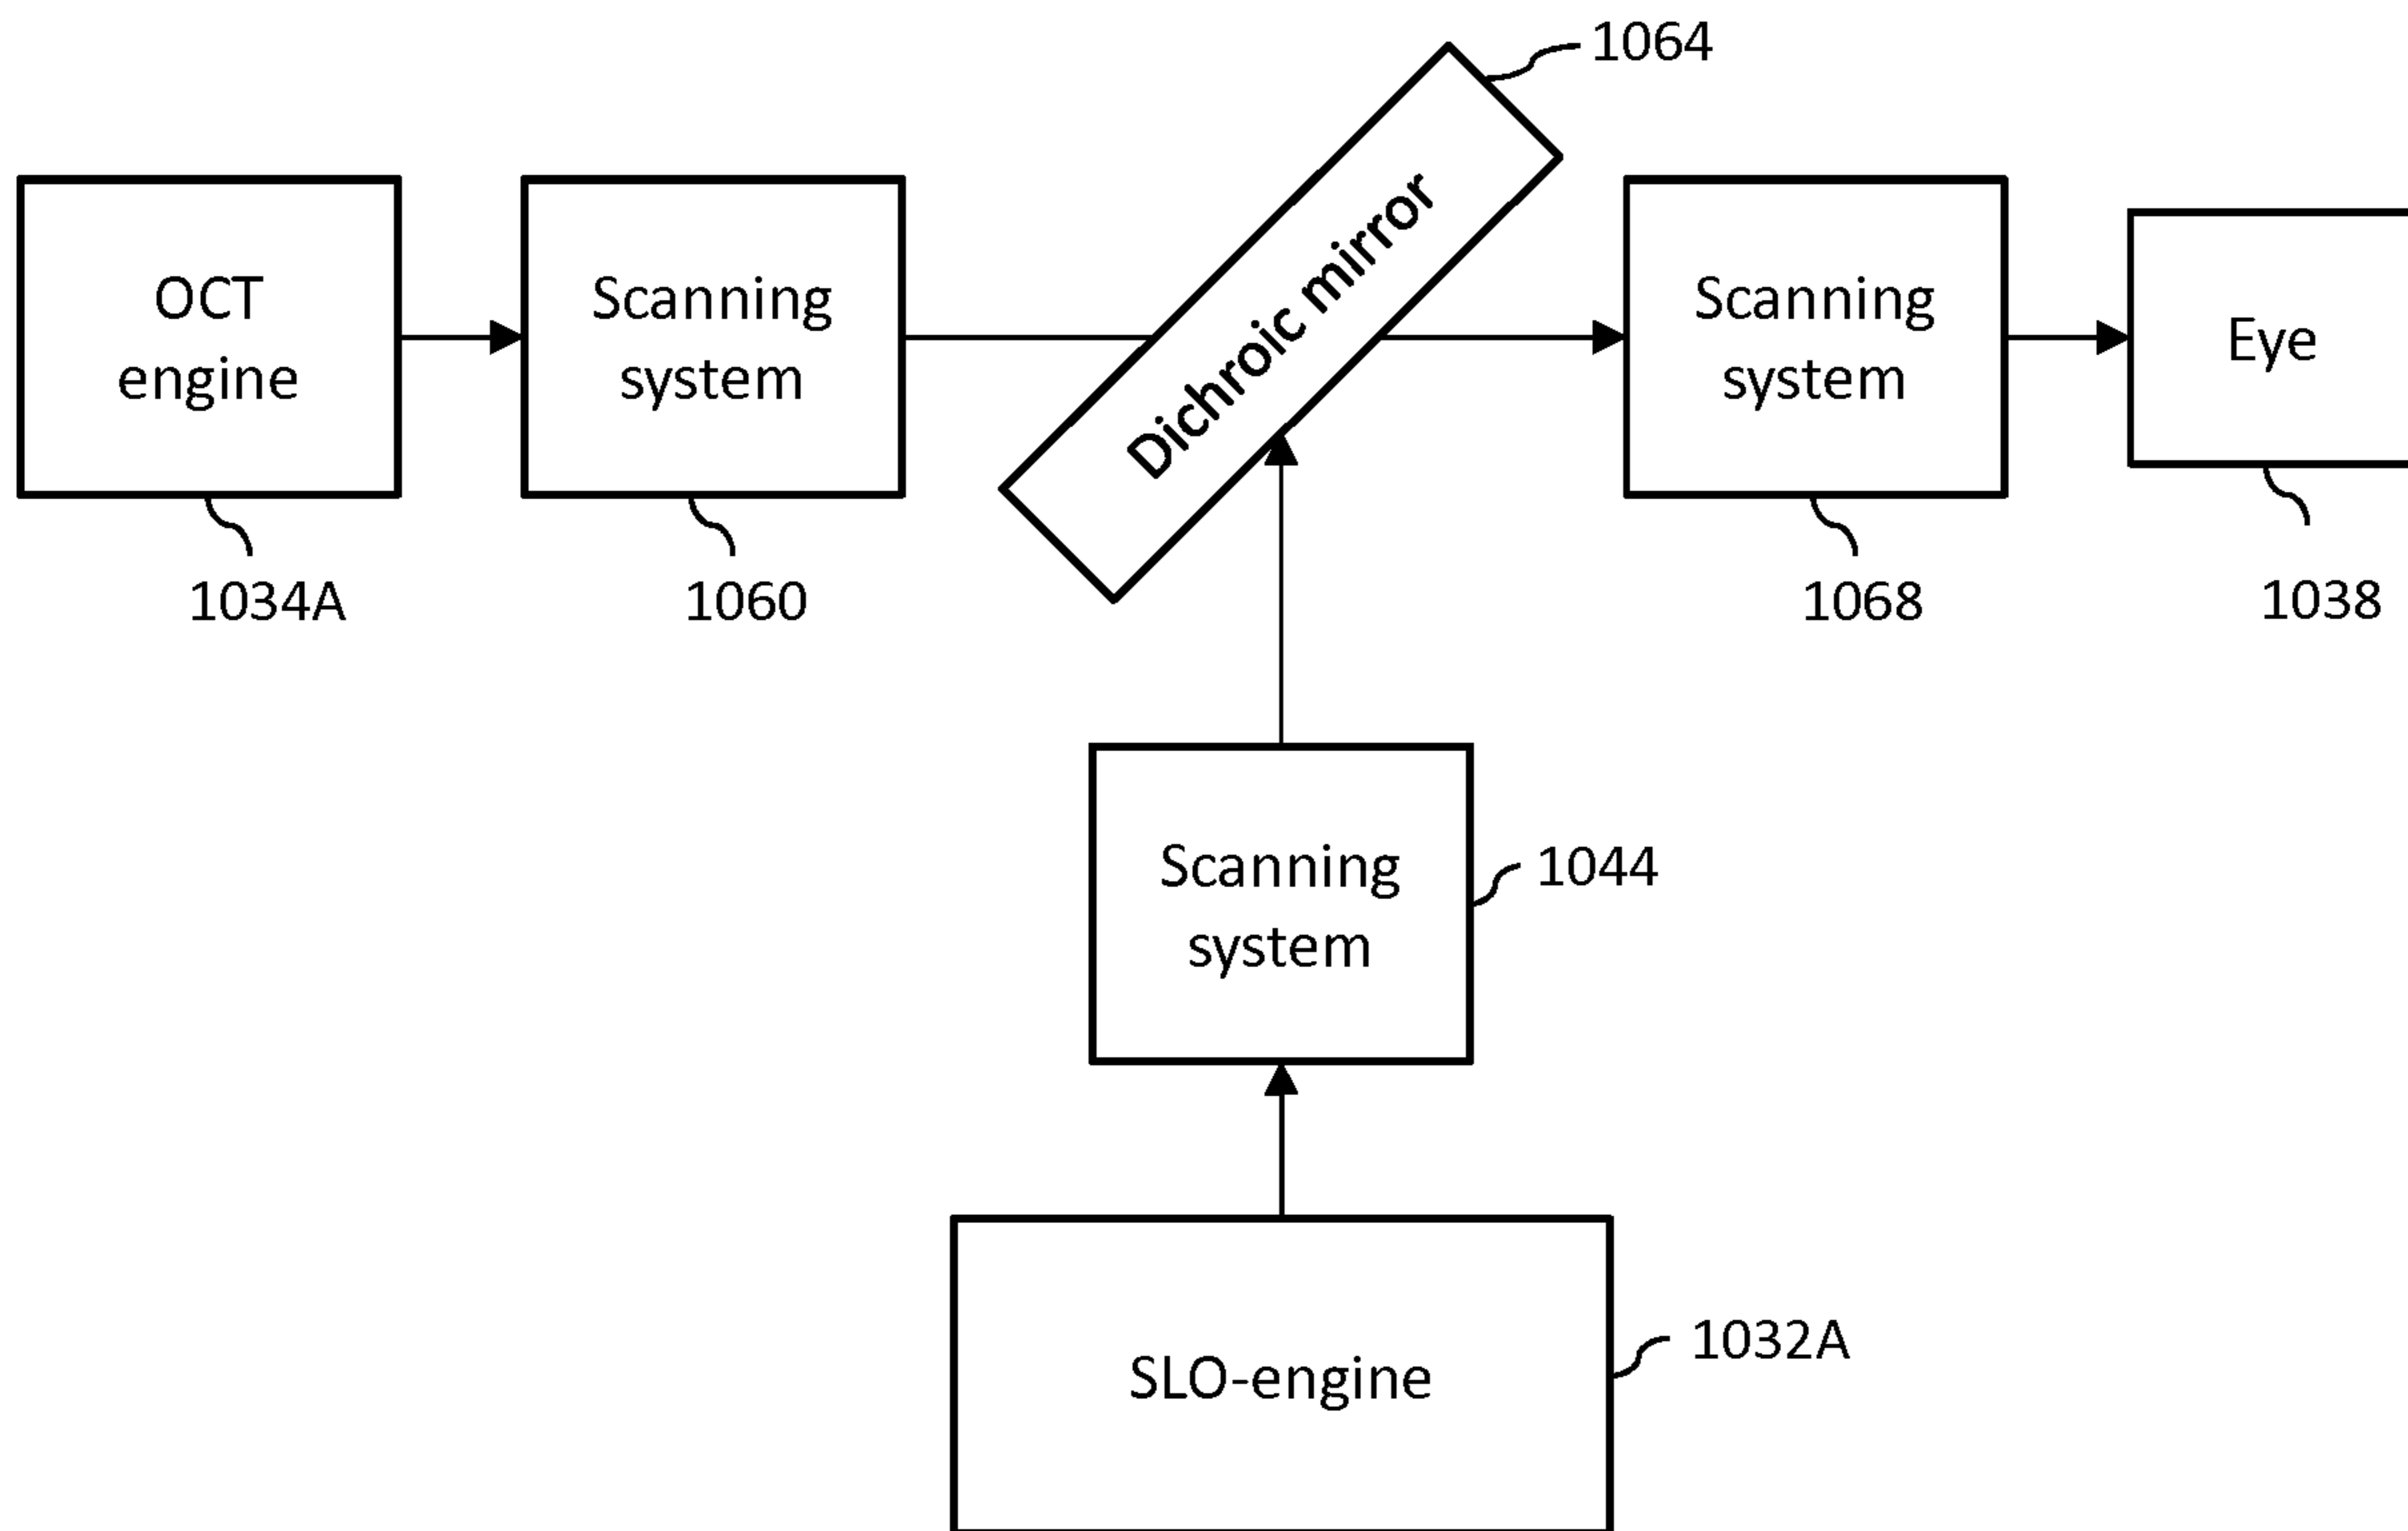 1064
OCT
engine
Scanning
system
Dichroic mirror
Scanning
system
Eye
1034A
1060
1068
1038
Scanning
system
1044
SLO-engine
1032A